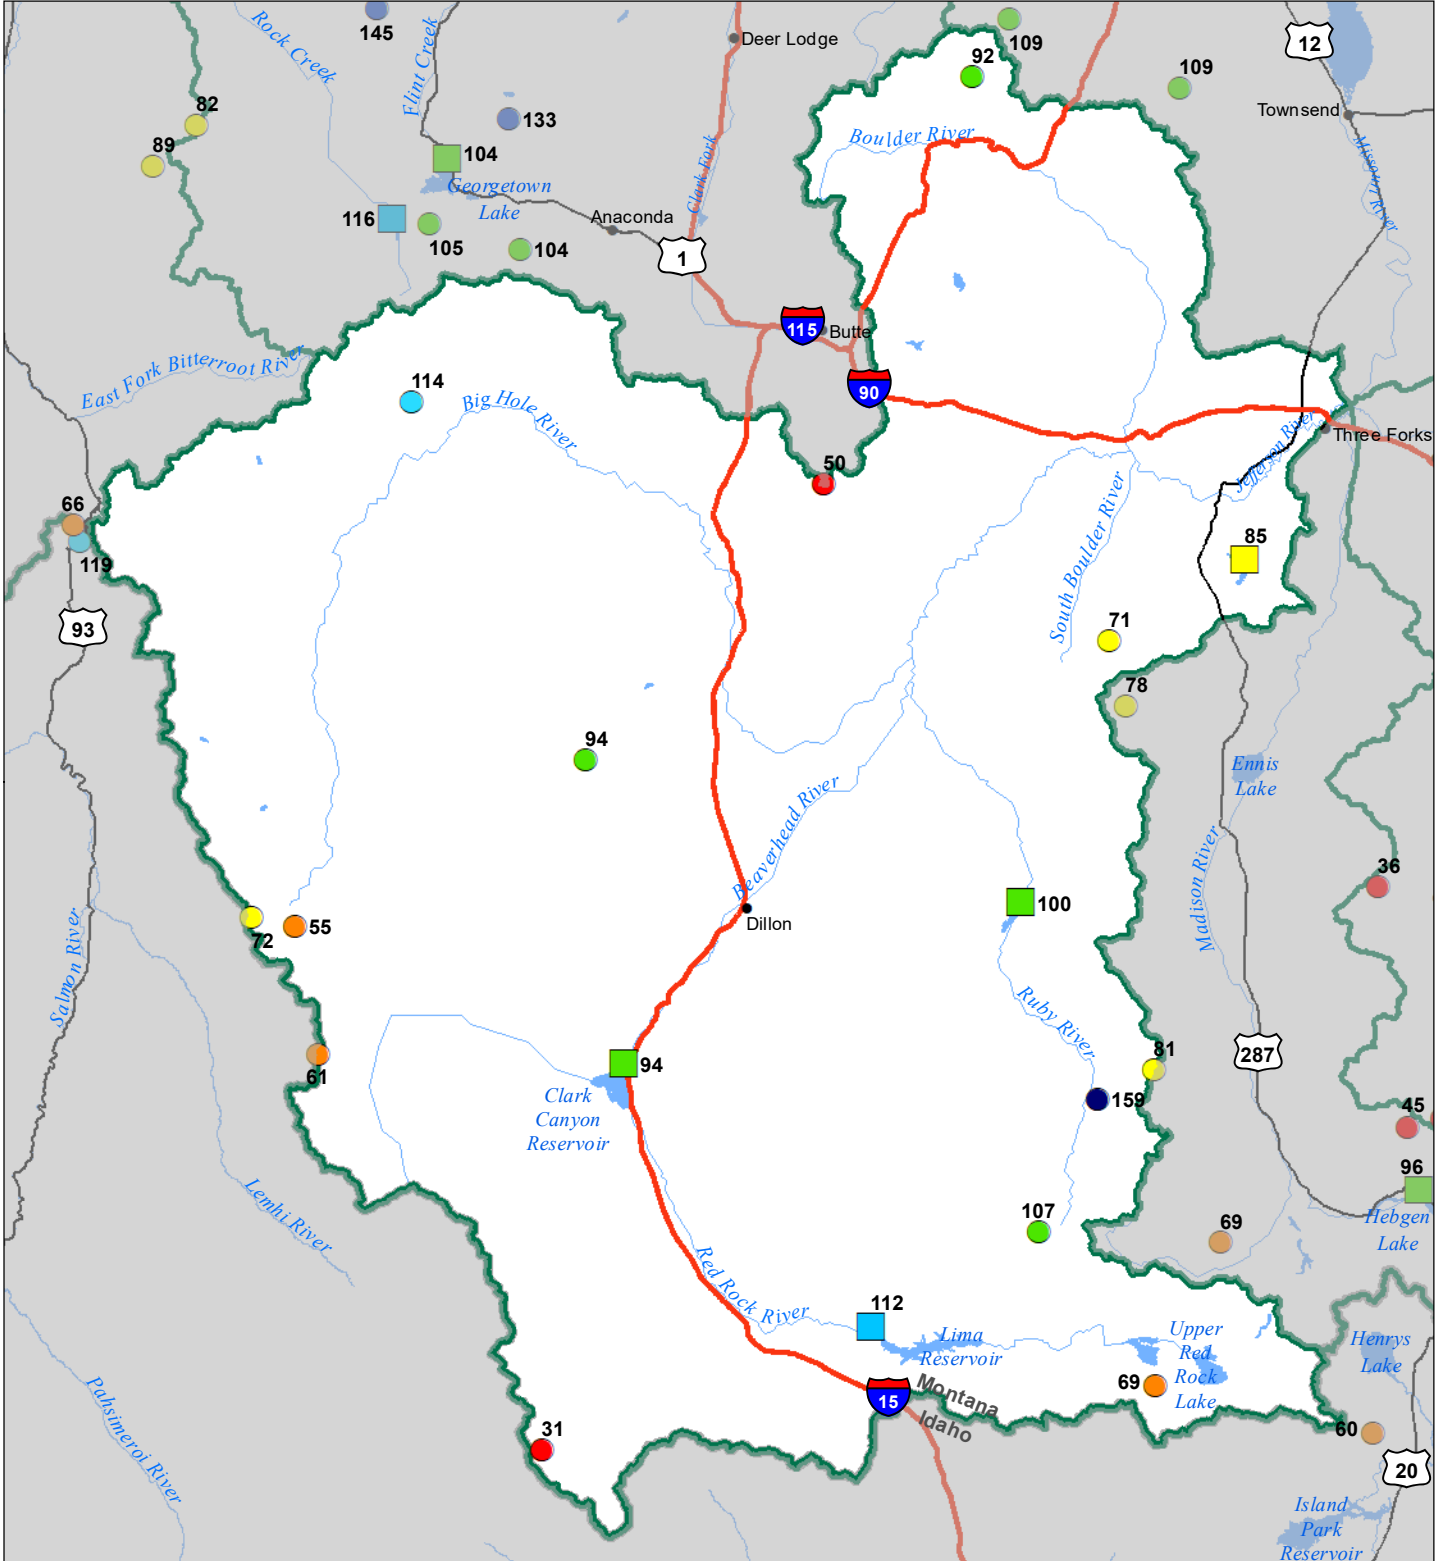 145
Rock Creek
Flint Creek
Deer Lodge
92
109
109
12
Townsend
82
89
133
104
Georgetown
Lake
116
105
104
Anaconda
Clark Fork
1
Boulder River
Missouri River
115
Butte
90
East Fork Bitterroot River
114
Big Hole River
50
Three Forks
Jefferson River
66
119
93
85
South Boulder River
71
78
94
Ennis
Lake
Beaverhead River
Madison River
36
72
55
Dillon
100
Salmon River
Ruby River
61
94
Clark
Canyon
Reservoir
81
287
159
45
96
Hebgen
Lake
Lemhi River
107
69
Red Rock River
112
Lima
Reservoir
Upper
Red
Rock
Lake
69
Henrys
Lake
15
Montana
Idaho
Pahsimeroi River
31
60
20
Island
Park
Reservoir